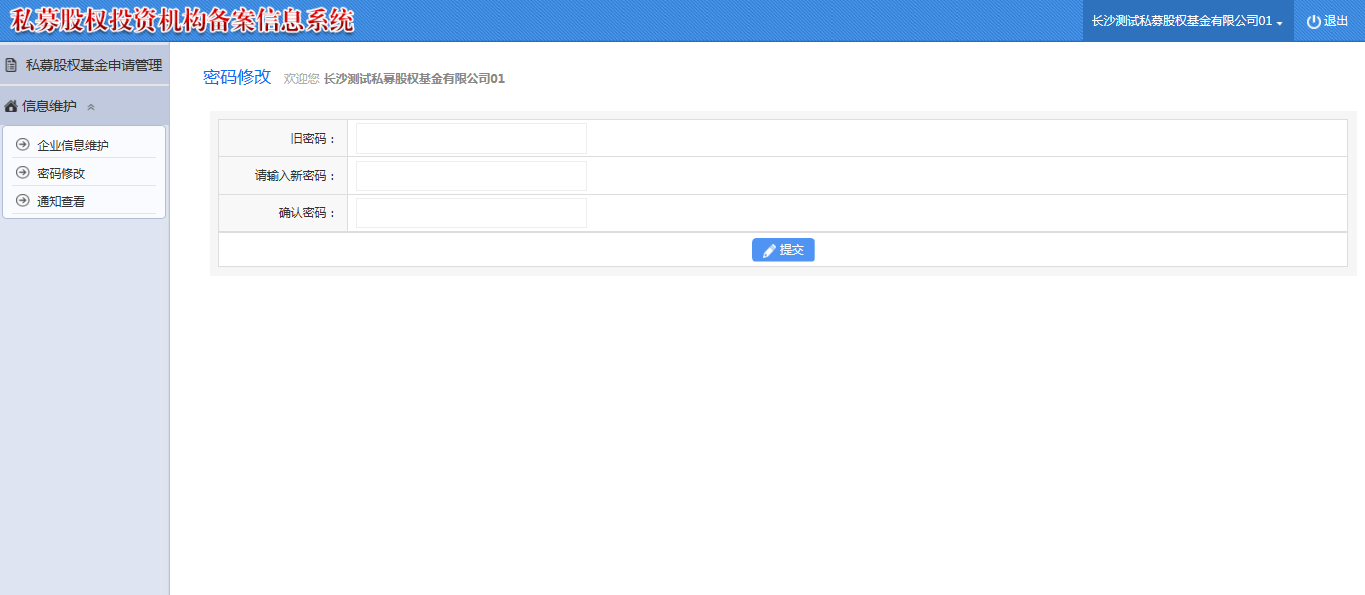 私募股权投资机构备案信息系统
长沙测试私募股权基金有限公司01
退出
私募股权基金申请管理
信息维护
企业信息维护
密码修改
通知查看
密码修改 欢迎您 长沙测试私募股权基金有限公司01
旧密码：
请输入新密码：
确认密码：
提交